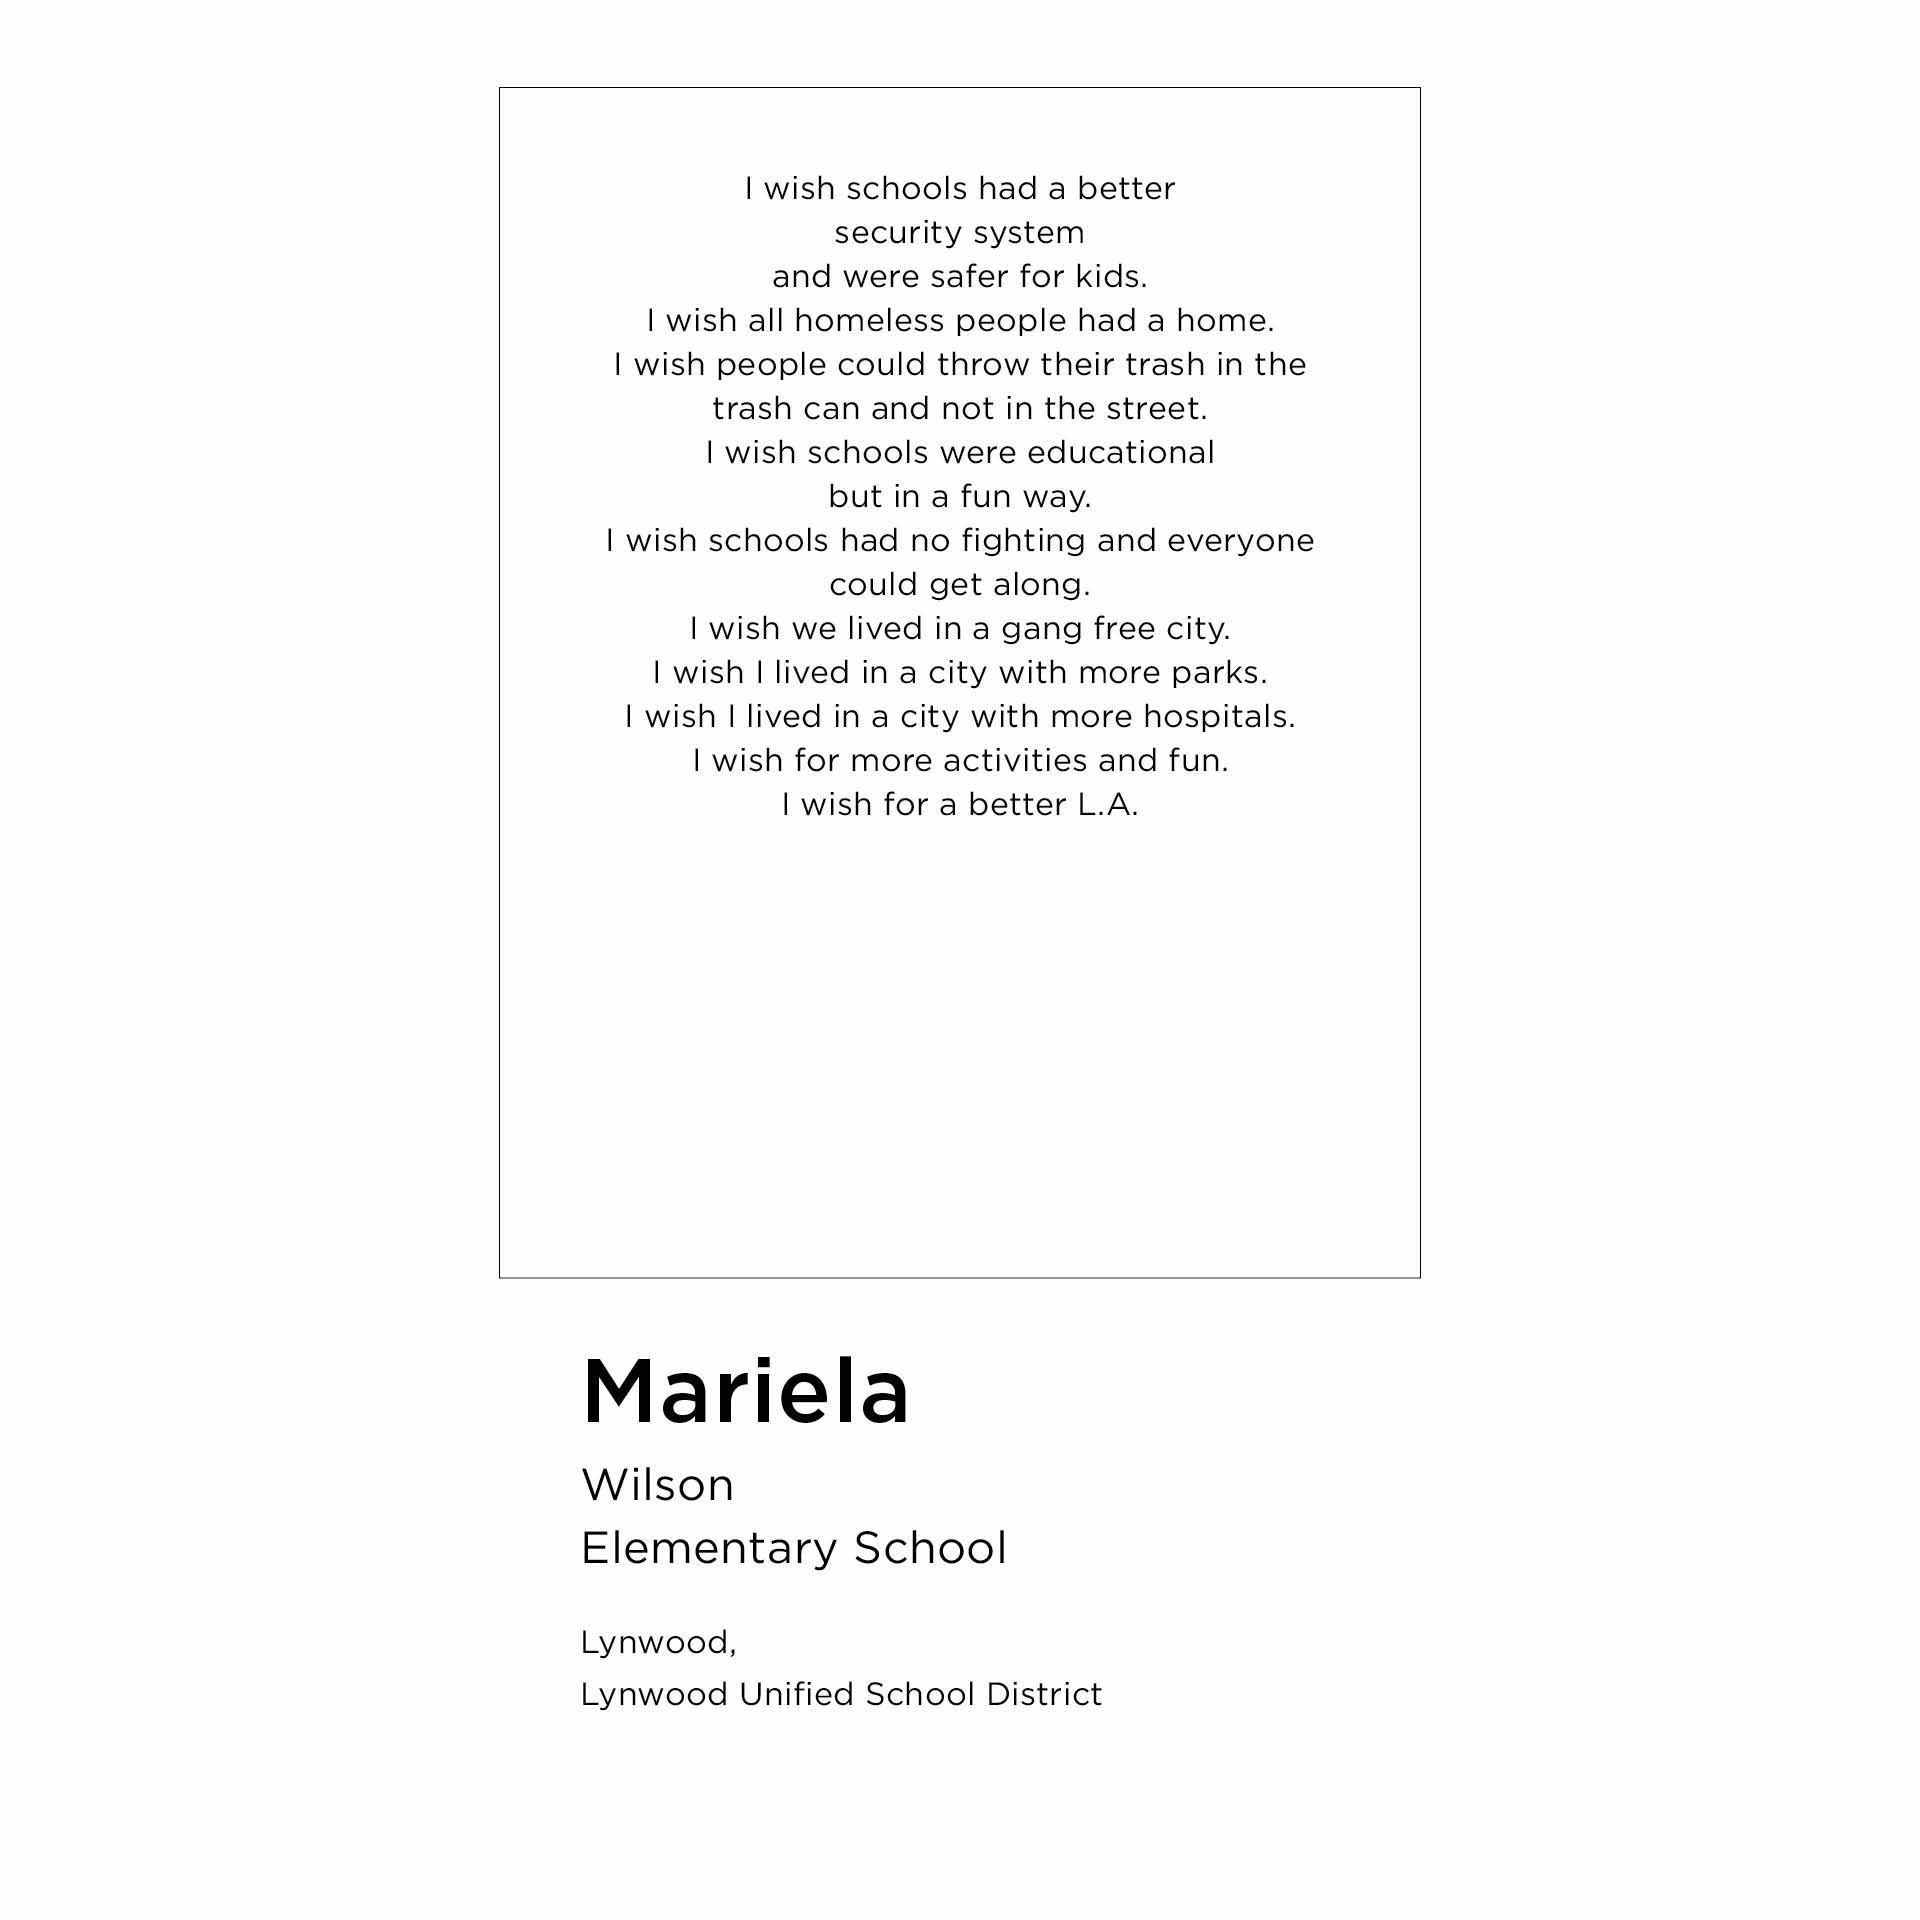 I wish schools had a better
security system
and were safer for kids.
I wish all homeless people had a home.
I wish people could throw their trash in the
trash can and not in the street.
I wish schools were educational
but in a fun way.
I wish schools had no fighting and everyone
could get along.
I wish we lived in a gang free city.
I wish I lived in a city with more parks.
I wish I lived in a city with more hospitals.
I wish for more activities and fun.
I wish for a better L.A.
Mariela
Wilson
Elementary School
Lynwood,
Lynwood Unified School District